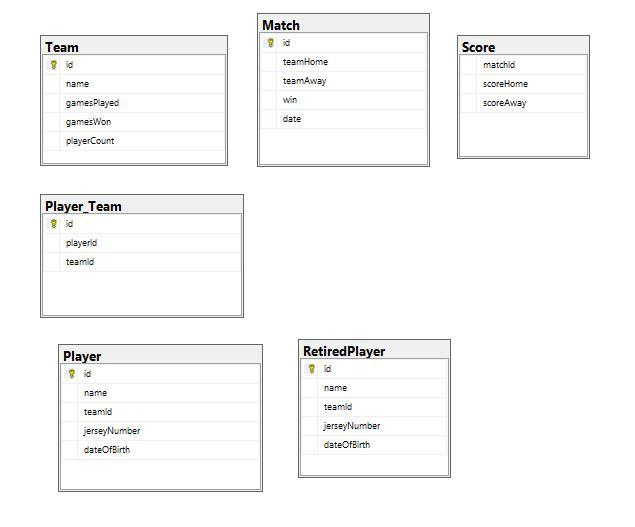 Team
id
name
gamesPlayed
gamesWon
playerCount
Match
id
teamHome
teamAway
win
date
Score
matchId
scoreHome
scoreAway
Player_Team
id
playerId
teamId
Player
id
name
teamId
jerseyNumber
dateOfBirth
RetiredPlayer
id
name
teamId
jerseyNumber
dateOfBirth